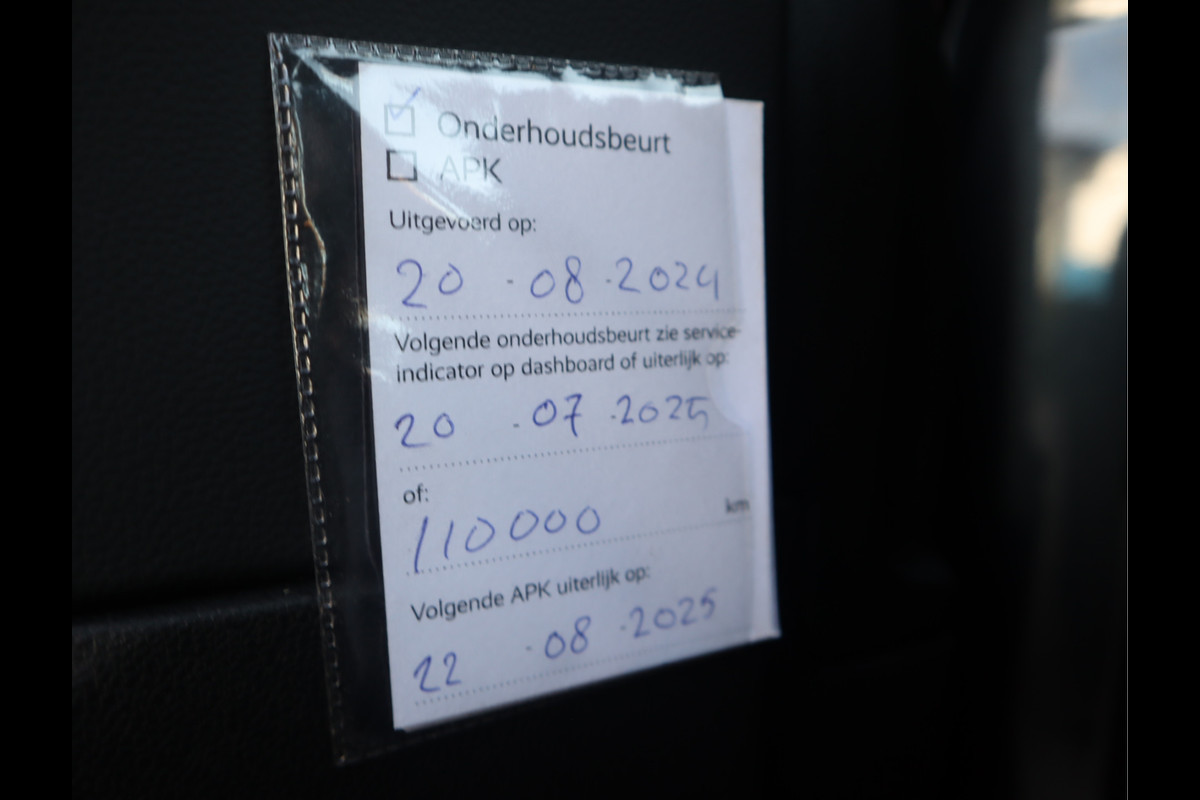 Onderhoudsbeurt
APK
Uitgevoerd op:
20 . 08 . 2024
Volgende onderhoudsbeurt zie service-
indicator op dashboard of uiterlijk op:
20 . 07 . 2025
of:
110000 km
Volgende APK uiterlijk op:
22 . 08 . 2025